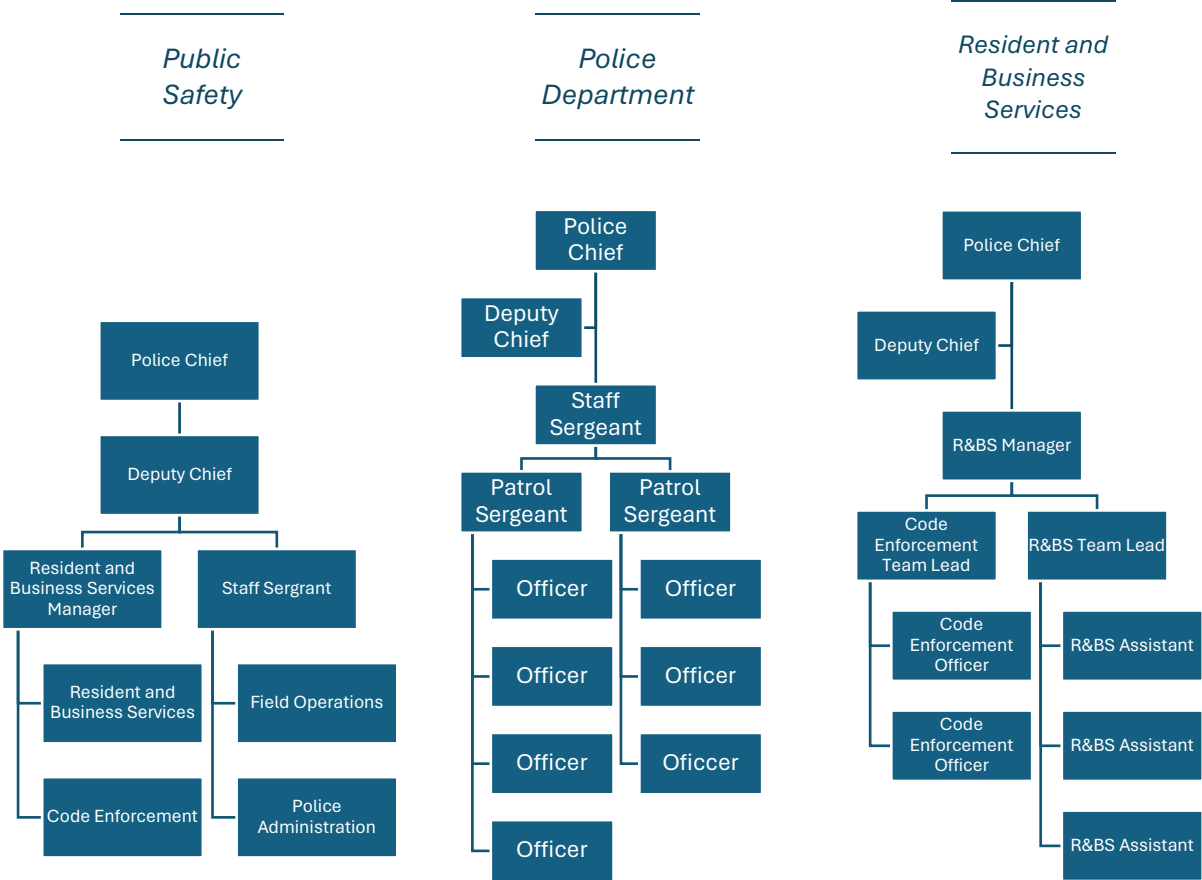 Public
Safety
Police Chief
Deputy Chief
Resident and
Business Services
Manager
Resident and
Business Services
Code Enforcement
Staff Sergrant
Field Operations
Police
Administration
Police
Department
Police
Chief
Deputy
Chief
Staff
Sergeant
Patrol
Sergeant
Officer
Officer
Officer
Officer
Patrol
Sergeant
Officer
Officer
Oficcer
Resident and
Business
Services
Police Chief
Deputy Chief
R&BS Manager
Code
Enforcement
Team Lead
Code
Enforcement
Officer
Code
Enforcement
Officer
R&BS Team Lead
R&BS Assistant
R&BS Assistant
R&BS Assistant